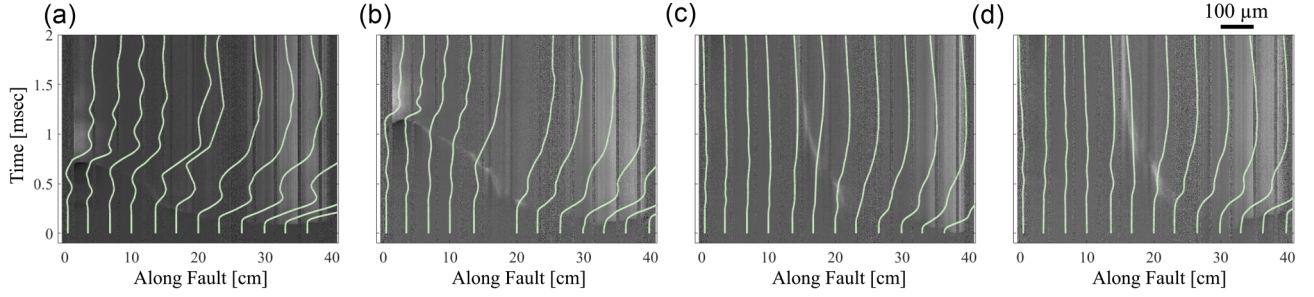 (a) (b) (c) (d) 100 µm
2
1.5
1
0.5
0
Time [msec]
0 10 20 30 40 0 10 20 30 40 0 10 20 30 40 0 10 20 30 40
Along Fault [cm] Along Fault [cm] Along Fault [cm] Along Fault [cm]